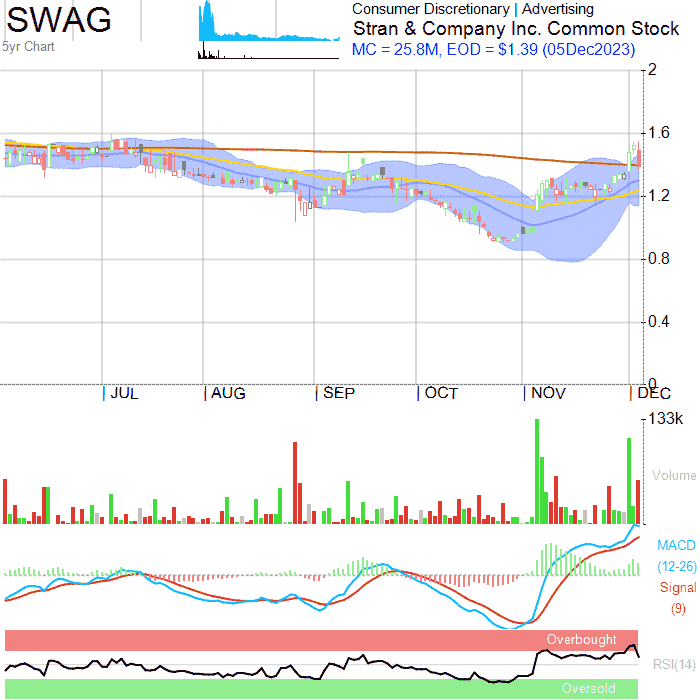 SWAG
5yr Chart
Consumer Discretionary | Advertising
Stran & Company Inc. Common Stock
MC = 25.8M, EOD = $1.39 (05Dec2023)
2
1.6
1.2
0.8
0.4
0
JUL AUG SEP OCT NOV DEC
133k
Volume
MACD
(12-26)
Signal
(9)
Overbought
RSI(14)
Oversold